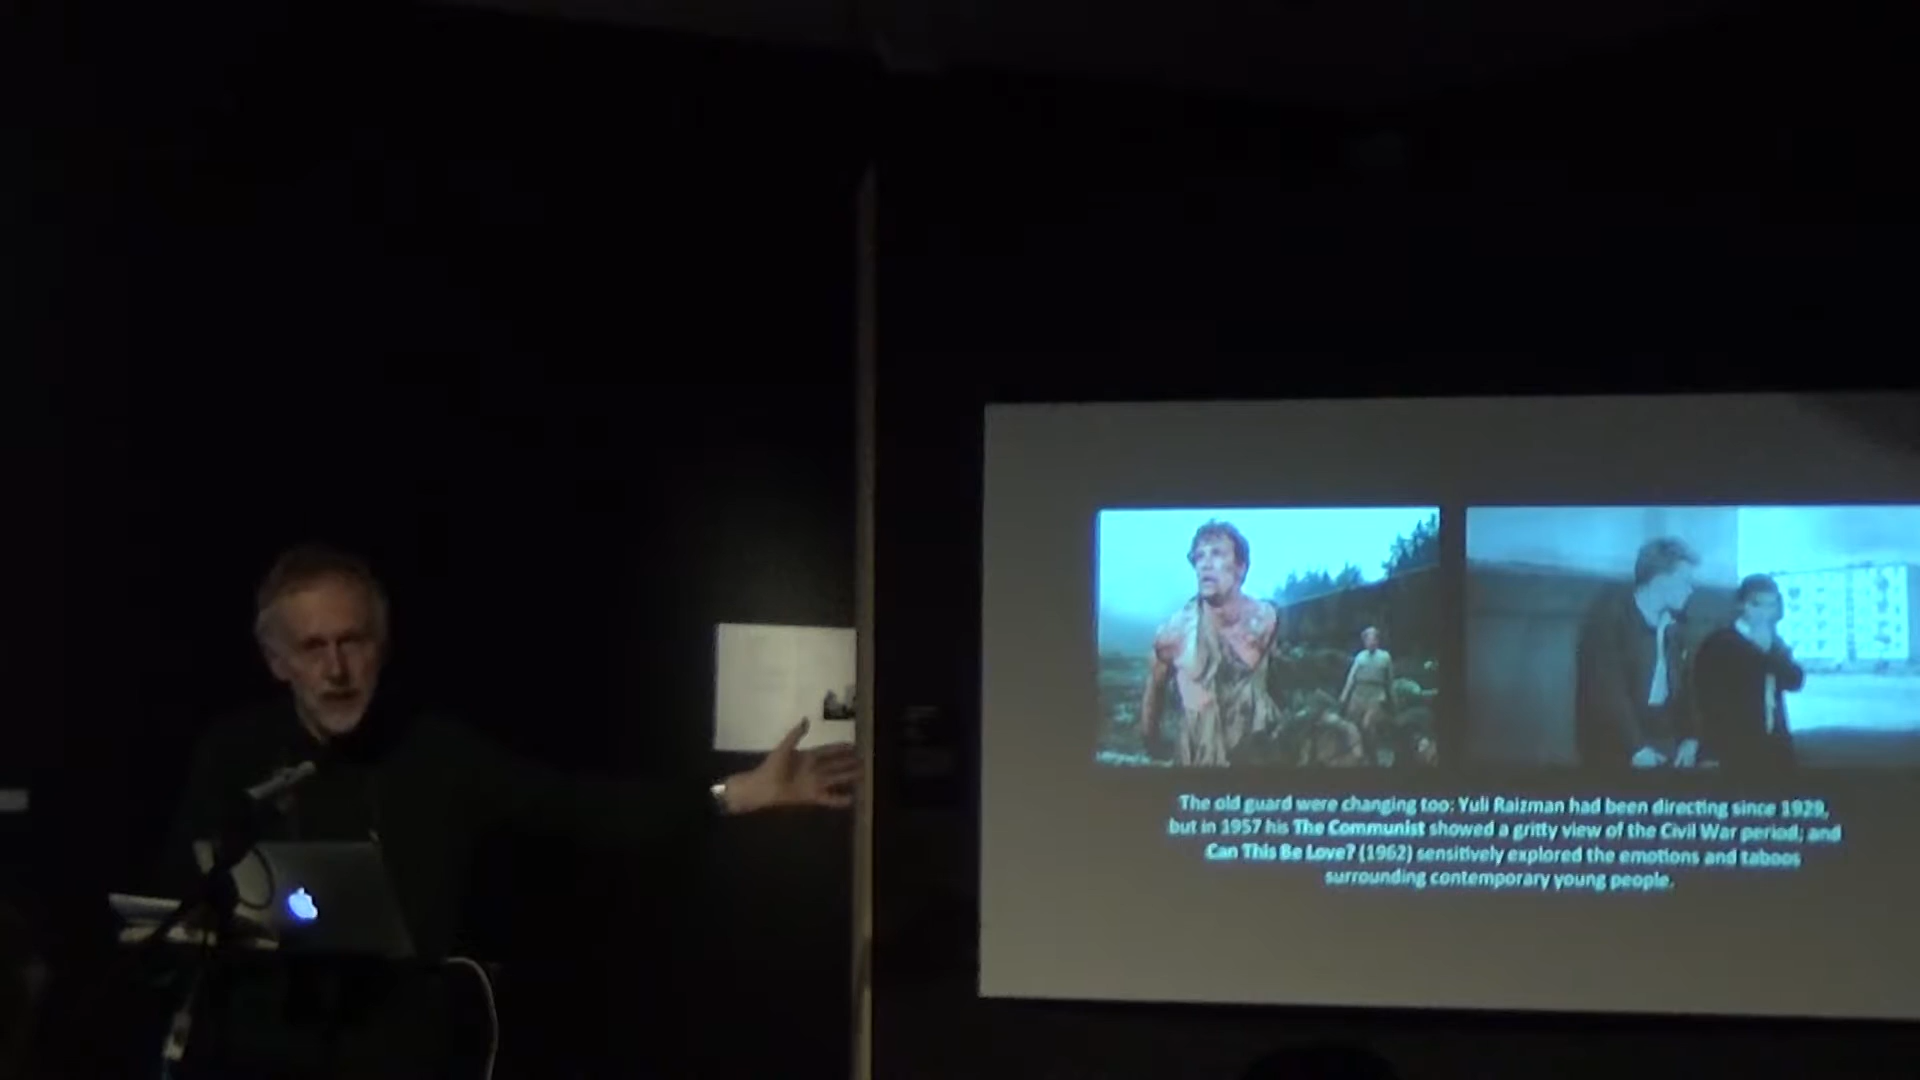 The old guard were changing too: Yuli Raizman had been directing since 1929,
but in 1957 his The Communist showed a gritty view of the Civil War period; and
Can This Be Love? (1962) sensitively explored the emotions and taboos
surrounding contemporary young people.